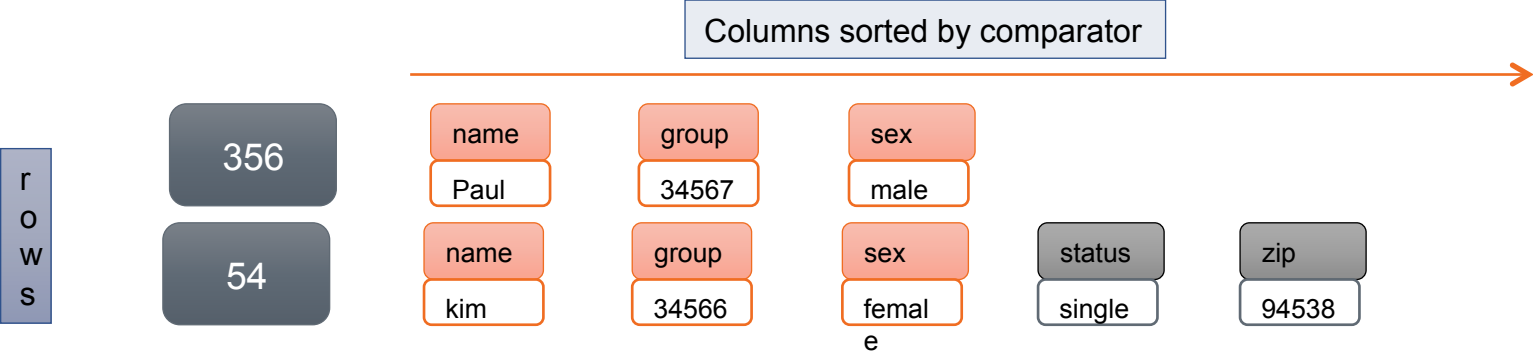 Columns sorted by comparator
r
o
w
s
356
name
group
sex
Paul
34567
male
54
name
group
sex
status
zip
kim
34566
femal
e
single
94538